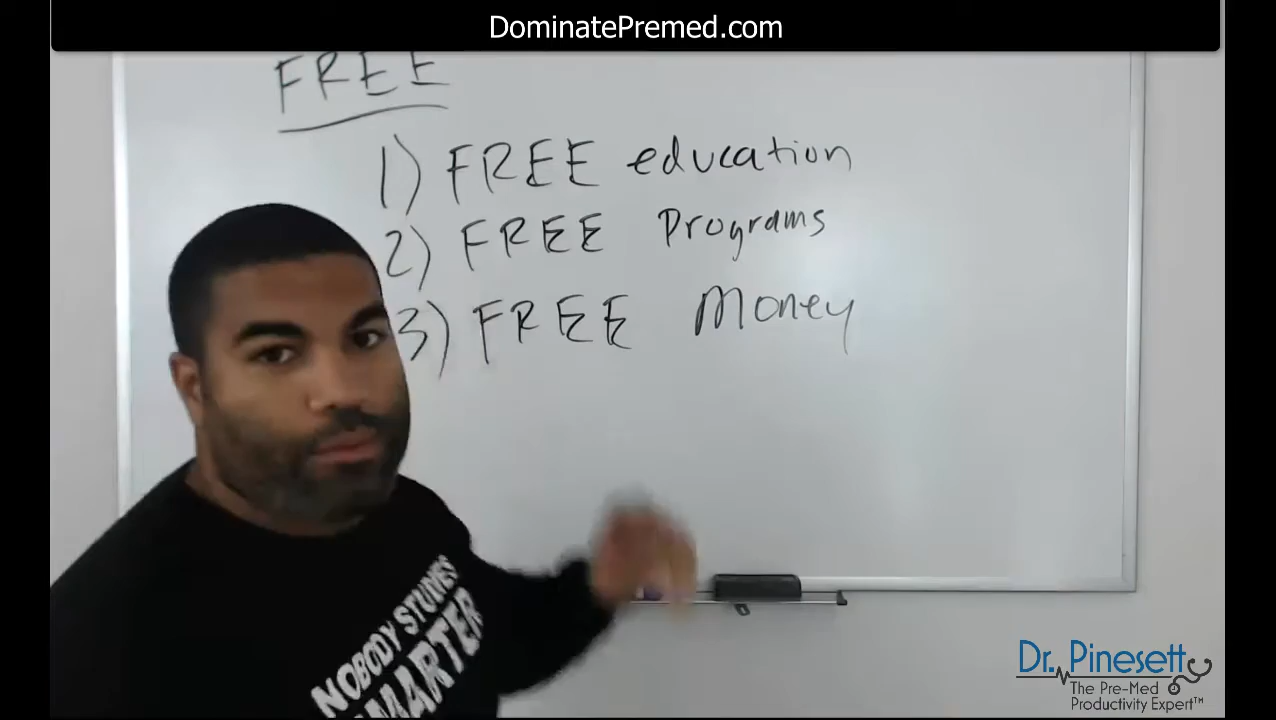 DominatePremed.com
FREE
1) FREE education
2) FREE Programs
3) FREE Money
NOBODY STUDIES
SMARTER
Dr. Pinesett
The Pre-Med
Productivity Expert™